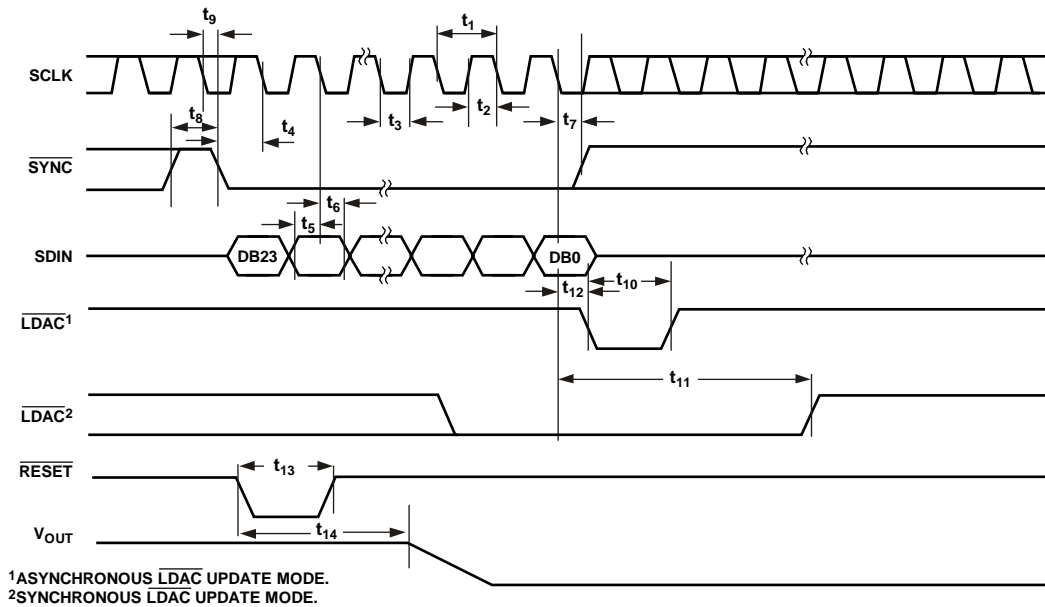 t9
t1
SCLK
t2
t8
t4
t3
t7
SYNC
t6
t5
SDIN
DB23
DB0
t12
t10
LDAC1
t11
LDAC2
RESET
t13
VOUT
t14
1ASYNCHRONOUS LDAC UPDATE MODE.
2SYNCHRONOUS LDAC UPDATE MODE.